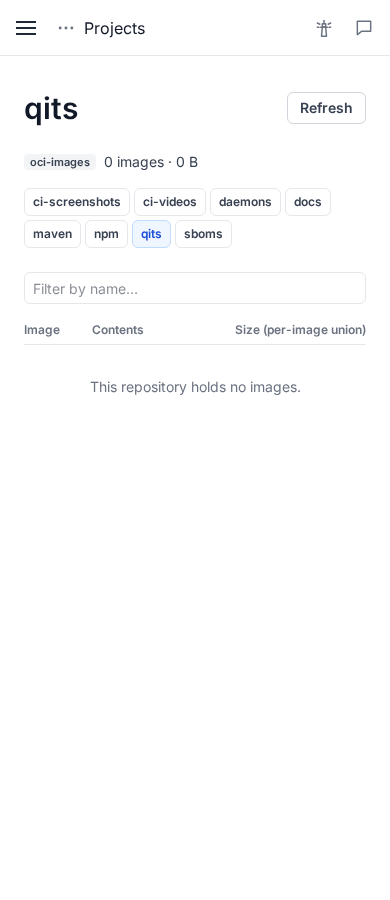 Projects
qits
Refresh
oci-images 0 images · 0 B
ci-screenshots ci-videos daemons docs
maven npm qits sboms
Filter by name...
Image Contents Size (per-image union)
This repository holds no images.